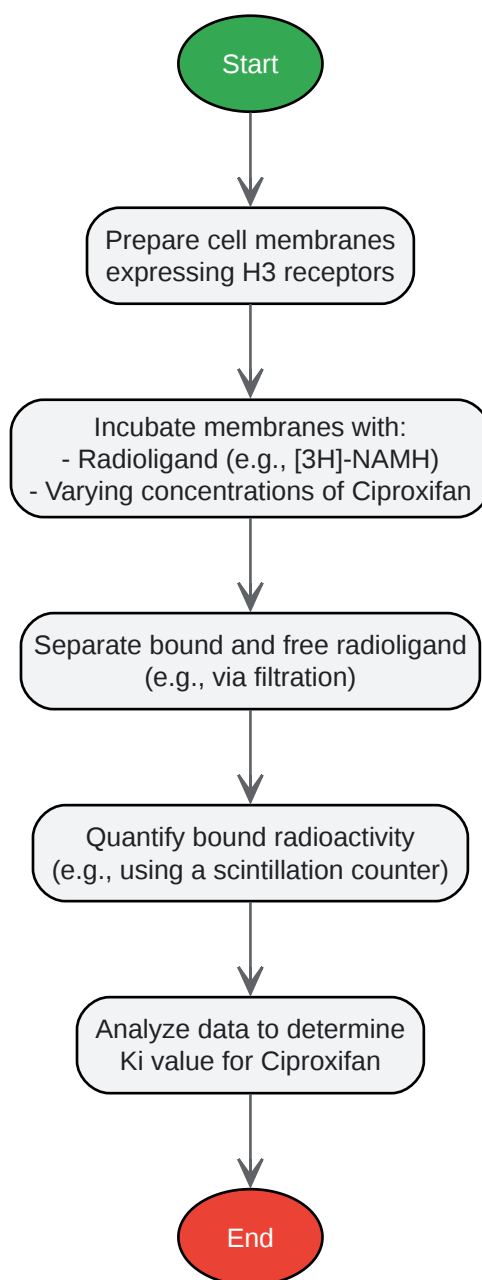 Start
Prepare cell membranes
expressing H3 receptors
Incubate membranes with:
- Radioligand (e.g., [3H]-NAMH)
- Varying concentrations of Ciproxifan
Separate bound and free radioligand
(e.g., via filtration)
Quantify bound radioactivity
(e.g., using a scintillation counter)
Analyze data to determine
Ki value for Ciproxifan
End